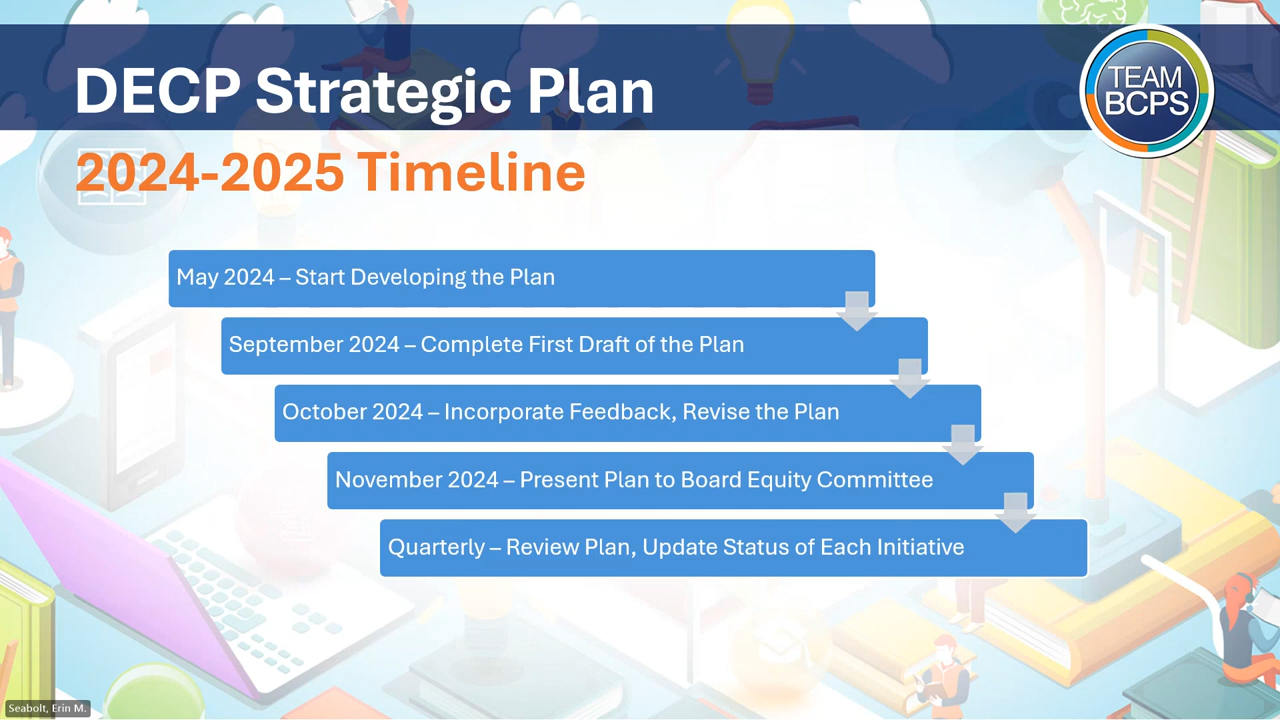 DECP Strategic Plan
TEAM
BCPS
2024-2025 Timeline
May 2024 – Start Developing the Plan
September 2024 – Complete First Draft of the Plan
October 2024 – Incorporate Feedback, Revise the Plan
November 2024 – Present Plan to Board Equity Committee
Quarterly – Review Plan, Update Status of Each Initiative
Seabolt, Erin M.